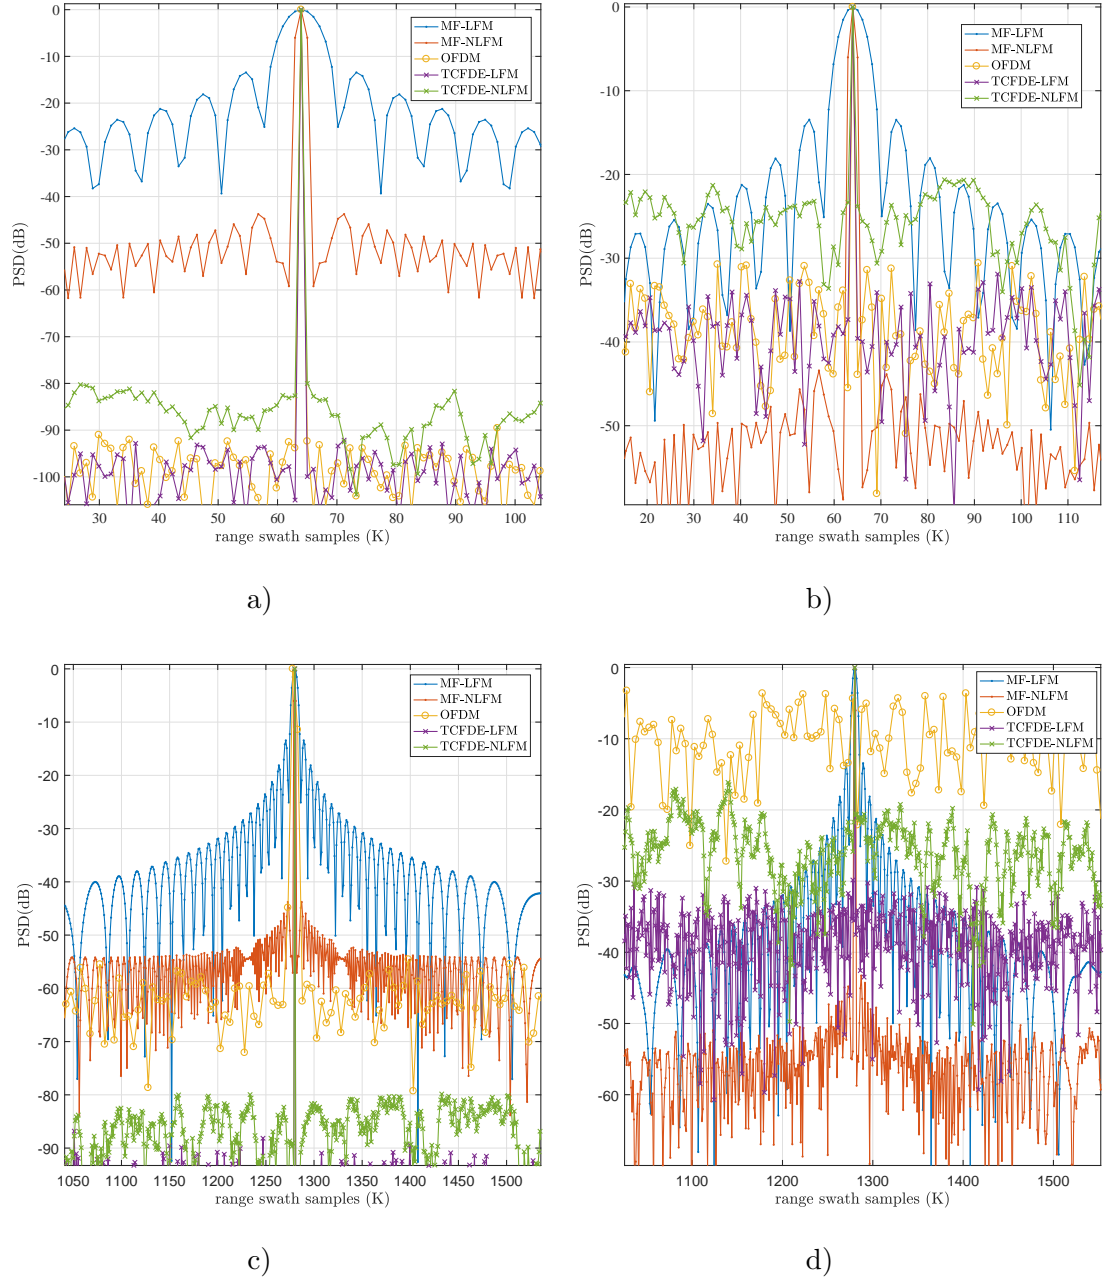 0
-10
-20
-30
-40
-50
-60
-70
-80
-90
-100
PSD(dB)
30 40 50 60 70 80 90 100
range swath samples (K)
MF-LFM
MF-NLFM
OFDM
TCFDE-LFM
TCFDE-NLFM
a)
0
-10
-20
-30
-40
-50
PSD(dB)
20 30 40 50 60 70 80 90 100 110
range swath samples (K)
MF-LFM
MF-NLFM
OFDM
TCFDE-LFM
TCFDE-NLFM
b)
0
-10
-20
-30
-40
-50
-60
-70
-80
-90
PSD(dB)
1050 1100 1150 1200 1250 1300 1350 1400 1450 1500
range swath samples (K)
MF-LFM
MF-NLFM
OFDM
TCFDE-LFM
TCFDE-NLFM
c)
0
-10
-20
-30
-40
-50
-60
PSD(dB)
1100 1200 1300 1400 1500
range swath samples (K)
MF-LFM
MF-NLFM
OFDM
TCFDE-LFM
TCFDE-NLFM
d)